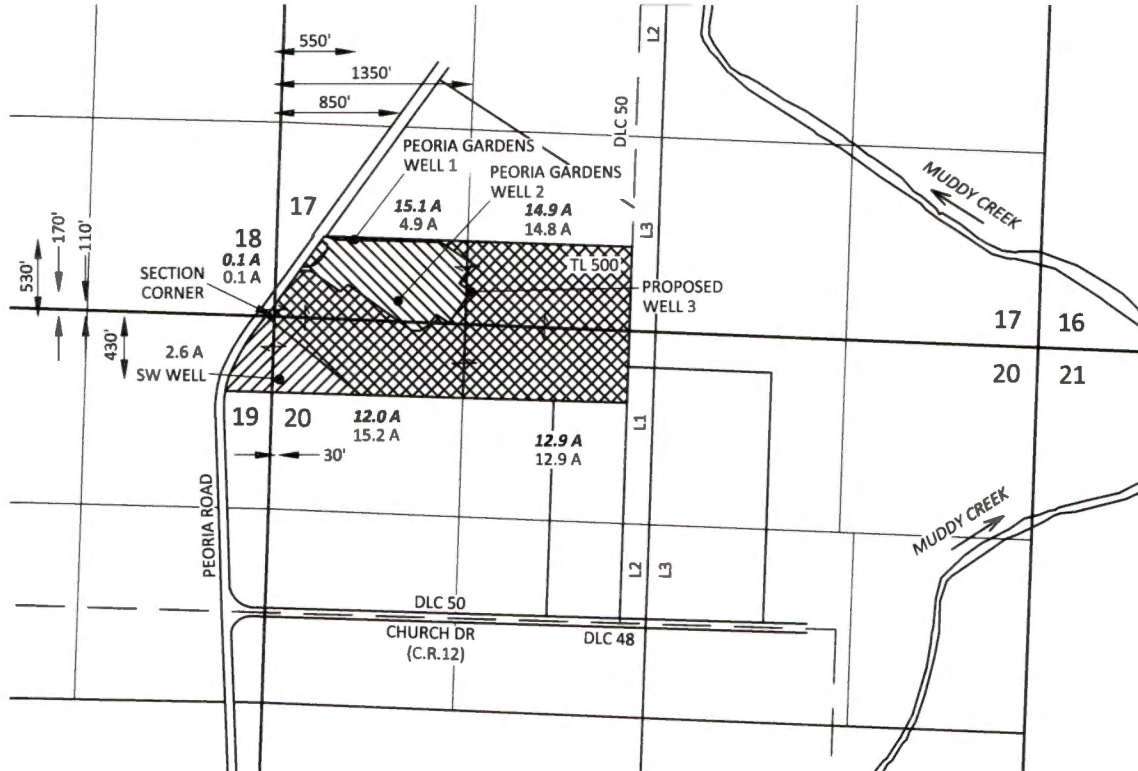 550'
1350'
850'
L2
DLC 50
PEORIA GARDENS
WELL 1
PEORIA GARDENS
WELL 2
MUDDY CREEK
17
15.1 A
4.9 A
14.9 A
14.8 A
170'
110'
530'
18
0.1 A
0.1 A
L3
TL 500
SECTION
CORNER
PROPOSED
WELL 3
17
16
430'
2.6 A
SW WELL
20
21
19
20
12.0 A
15.2 A
L1
12.9 A
12.9 A
30'
PEORIA ROAD
MUDDY CREEK
L2
L3
DLC 50
CHURCH DR
(C.R.12)
DLC 48